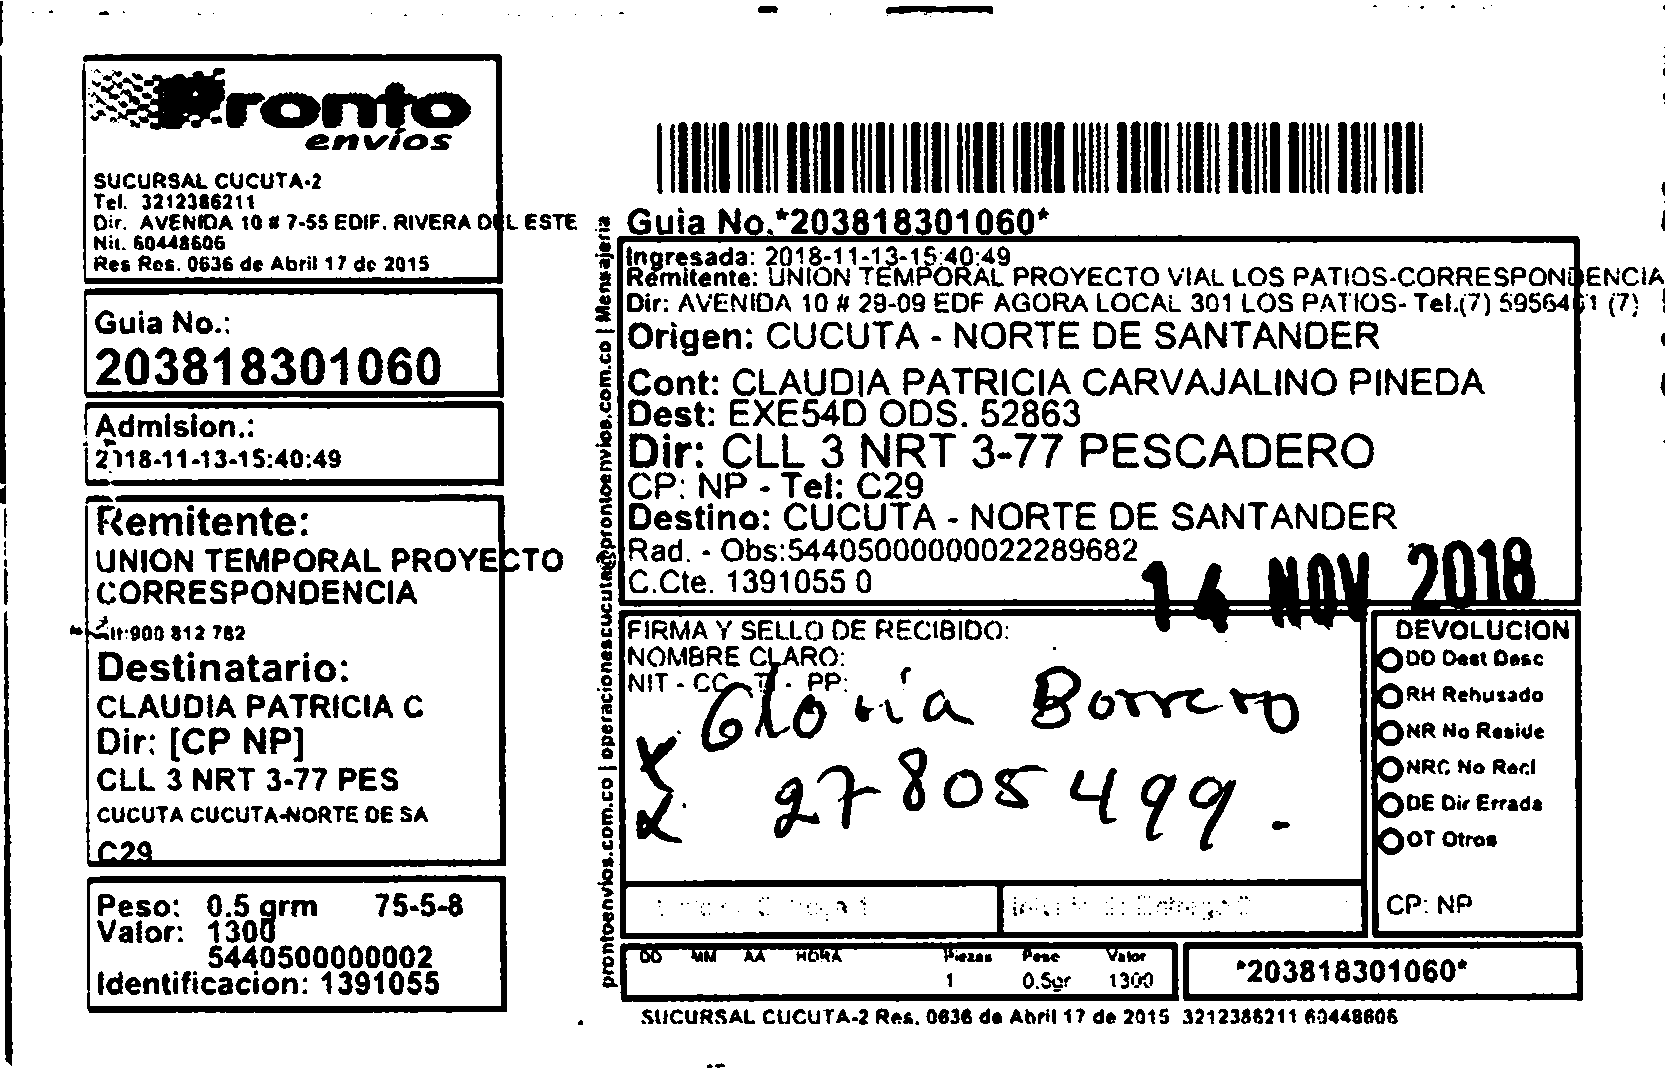 Pronto
envíos
SUCURSAL CUCUTA-2
Tel. 3212386211
Dir. AVENIDA 10 # 7-55 EDIF. RIVERA DEL ESTE
Nit. 60448606
Res Res. 0636 de Abril 17 de 2015
Guia No.:
203818301060
Admision.:
2018-11-13-15:40:49
Remitente:
UNION TEMPORAL PROYECTO
CORRESPONDENCIA
Nit:900 812 782
Destinatario:
CLAUDIA PATRICIA C
Dir: [CP NP]
CLL 3 NRT 3-77 PES
CUCUTA CUCUTA-NORTE DE SA
C29
Peso: 0.5 grm 75-5-8
Valor: 1300
5440500000002
Identificacion: 1391055
prontoenvios.com.co | operacionescucuta@prontoenvios.com.co | Mensajeria
Guia No.*203818301060*
Ingresada: 2018-11-13-15:40:49
Remitente: UNION TEMPORAL PROYECTO VIAL LOS PATIOS-CORRESPONDENCIA
Dir: AVENIDA 10 # 29-09 EDF AGORA LOCAL 301 LOS PATIOS- Tel.(7) 5956461 (7)
Origen: CUCUTA - NORTE DE SANTANDER
Cont: CLAUDIA PATRICIA CARVAJALINO PINEDA
Dest: EXE54D ODS. 52863
Dir: CLL 3 NRT 3-77 PESCADERO
CP: NP - Tel: C29
Destino: CUCUTA - NORTE DE SANTANDER
Rad. - Obs:54405000000022289682
C.Cte. 1391055 0
14 NOV 2018
FIRMA Y SELLO DE RECIBIDO:
NOMBRE CLARO:
NIT - CC - TI - PP:
Gloria Borrero
27805499.
DEVOLUCION
DD Dest Desc
RH Rehusado
NR No Reside
NRC No Recl
DE Dir Errada
OT Otros
CP: NP
DD MM AA HORA Piezas Peso Valor
1 0.5gr 1300
*203818301060*
SUCURSAL CUCUTA-2 Res. 0636 de Abril 17 de 2015 3212386211 60448606